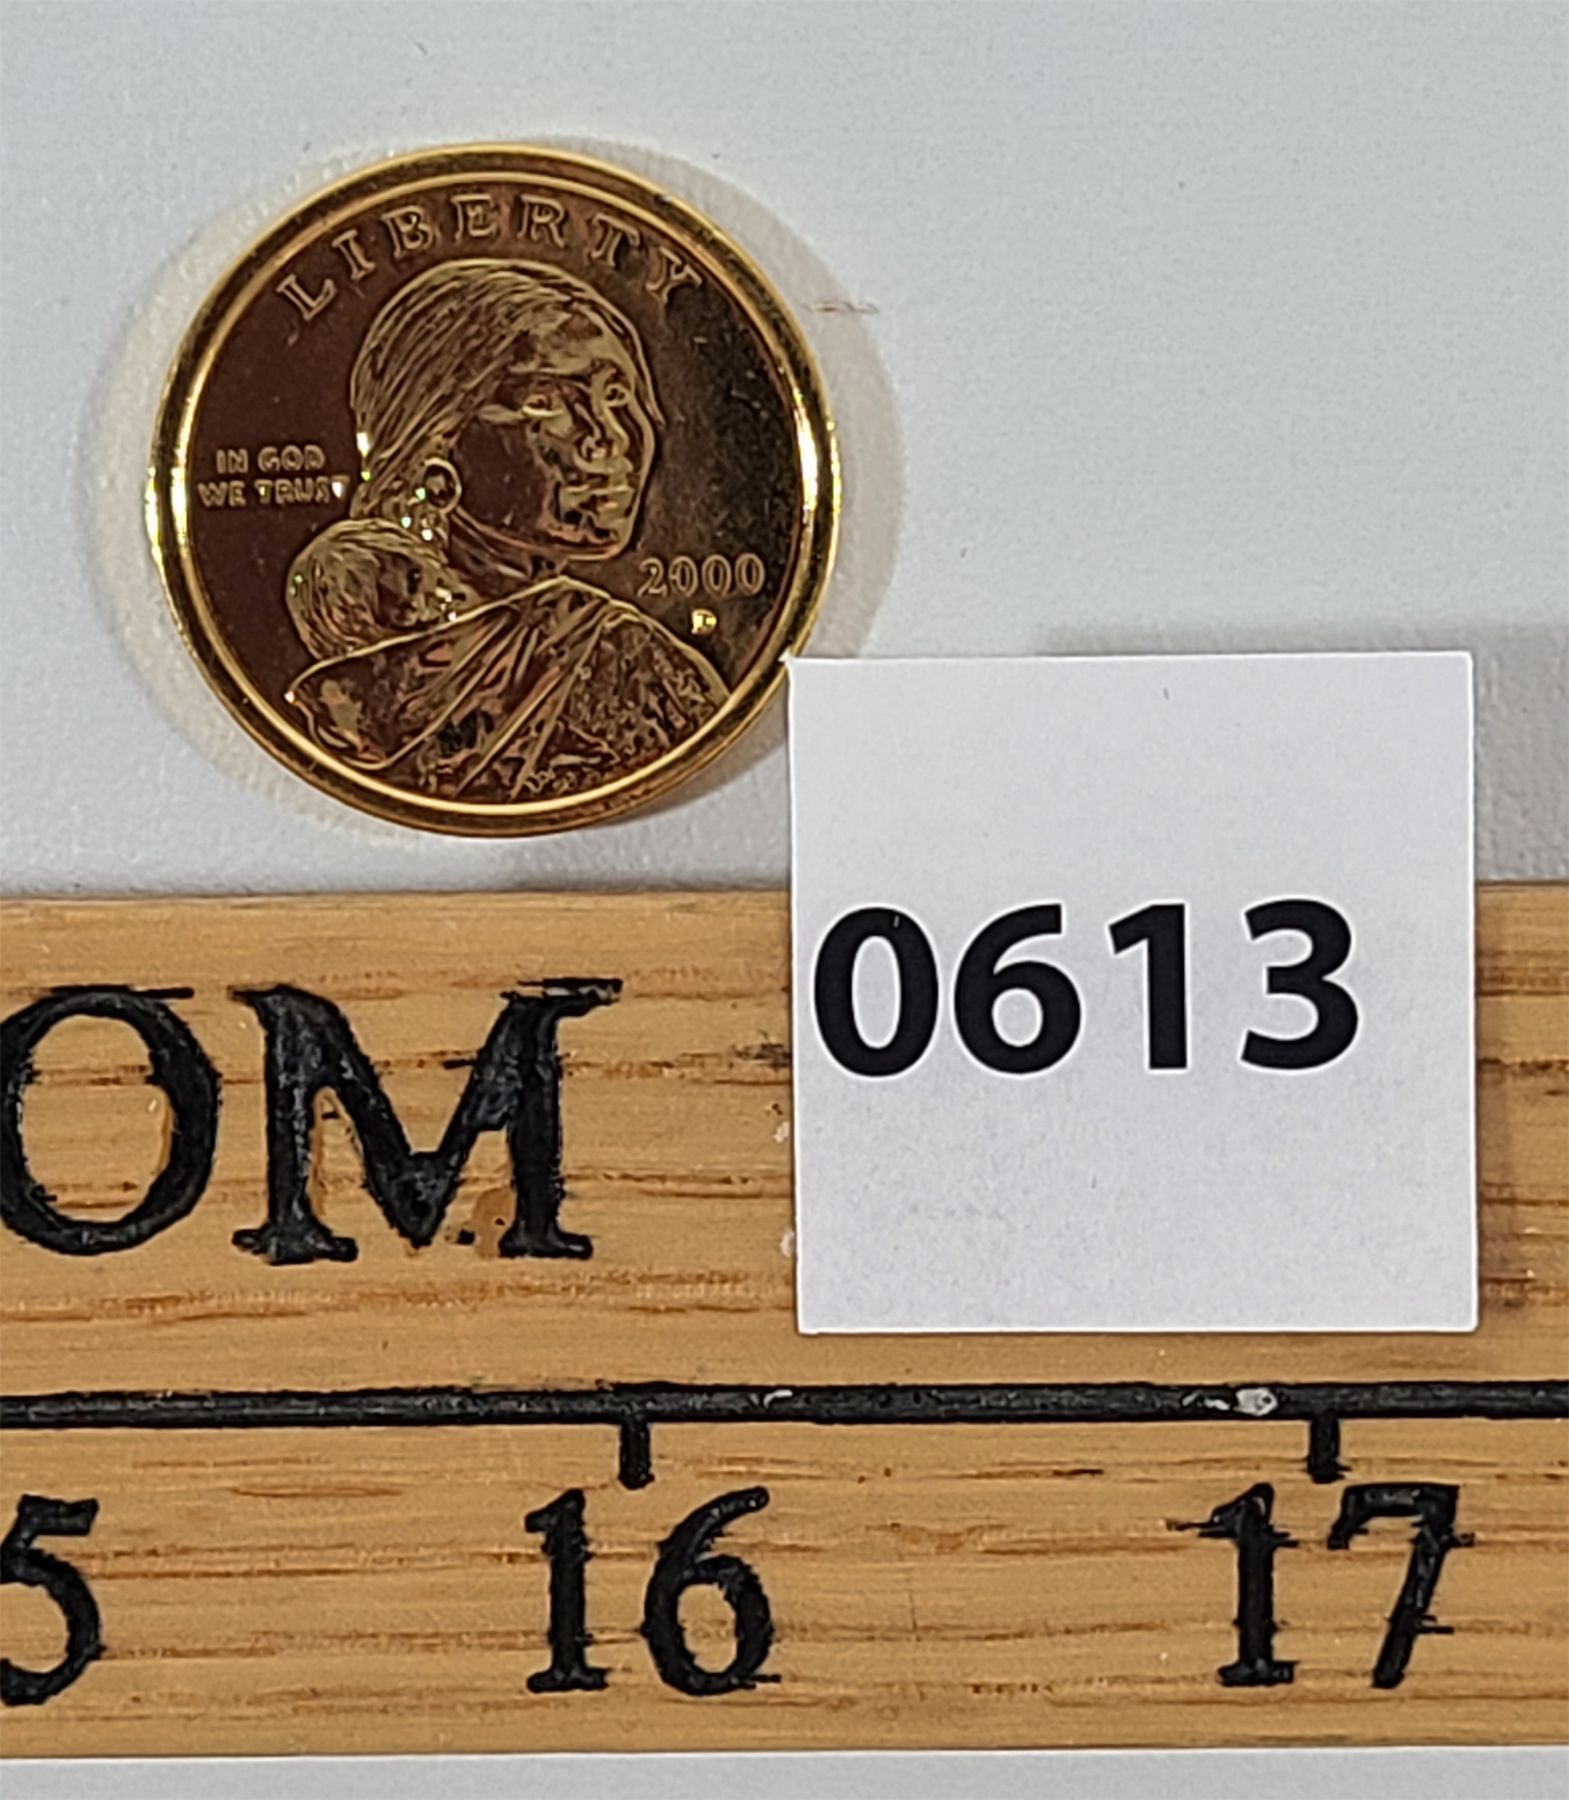 LIBERTY
IN GOD
WE TRUST
2000
D
0613
OM
5 16 17